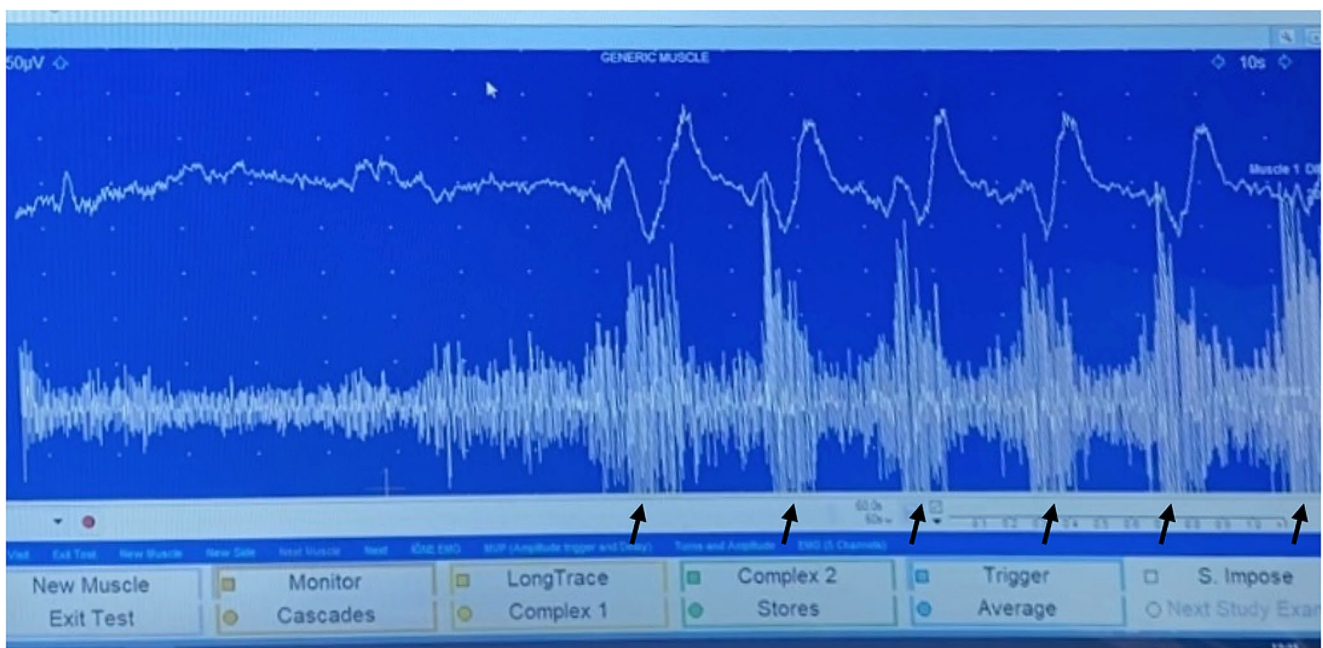 50µV
GENERIC MUSCLE
10s
Muscle 1
60.0s
Visit Exit Test New Muscle New Side Next Muscle Next MUP (Amplitude trigger and Delay) Turns and Amplitude EMG (5 Channels)
New Muscle Monitor LongTrace Complex 2 Trigger S. Impose
Exit Test Cascades Complex 1 Stores Average Next Study